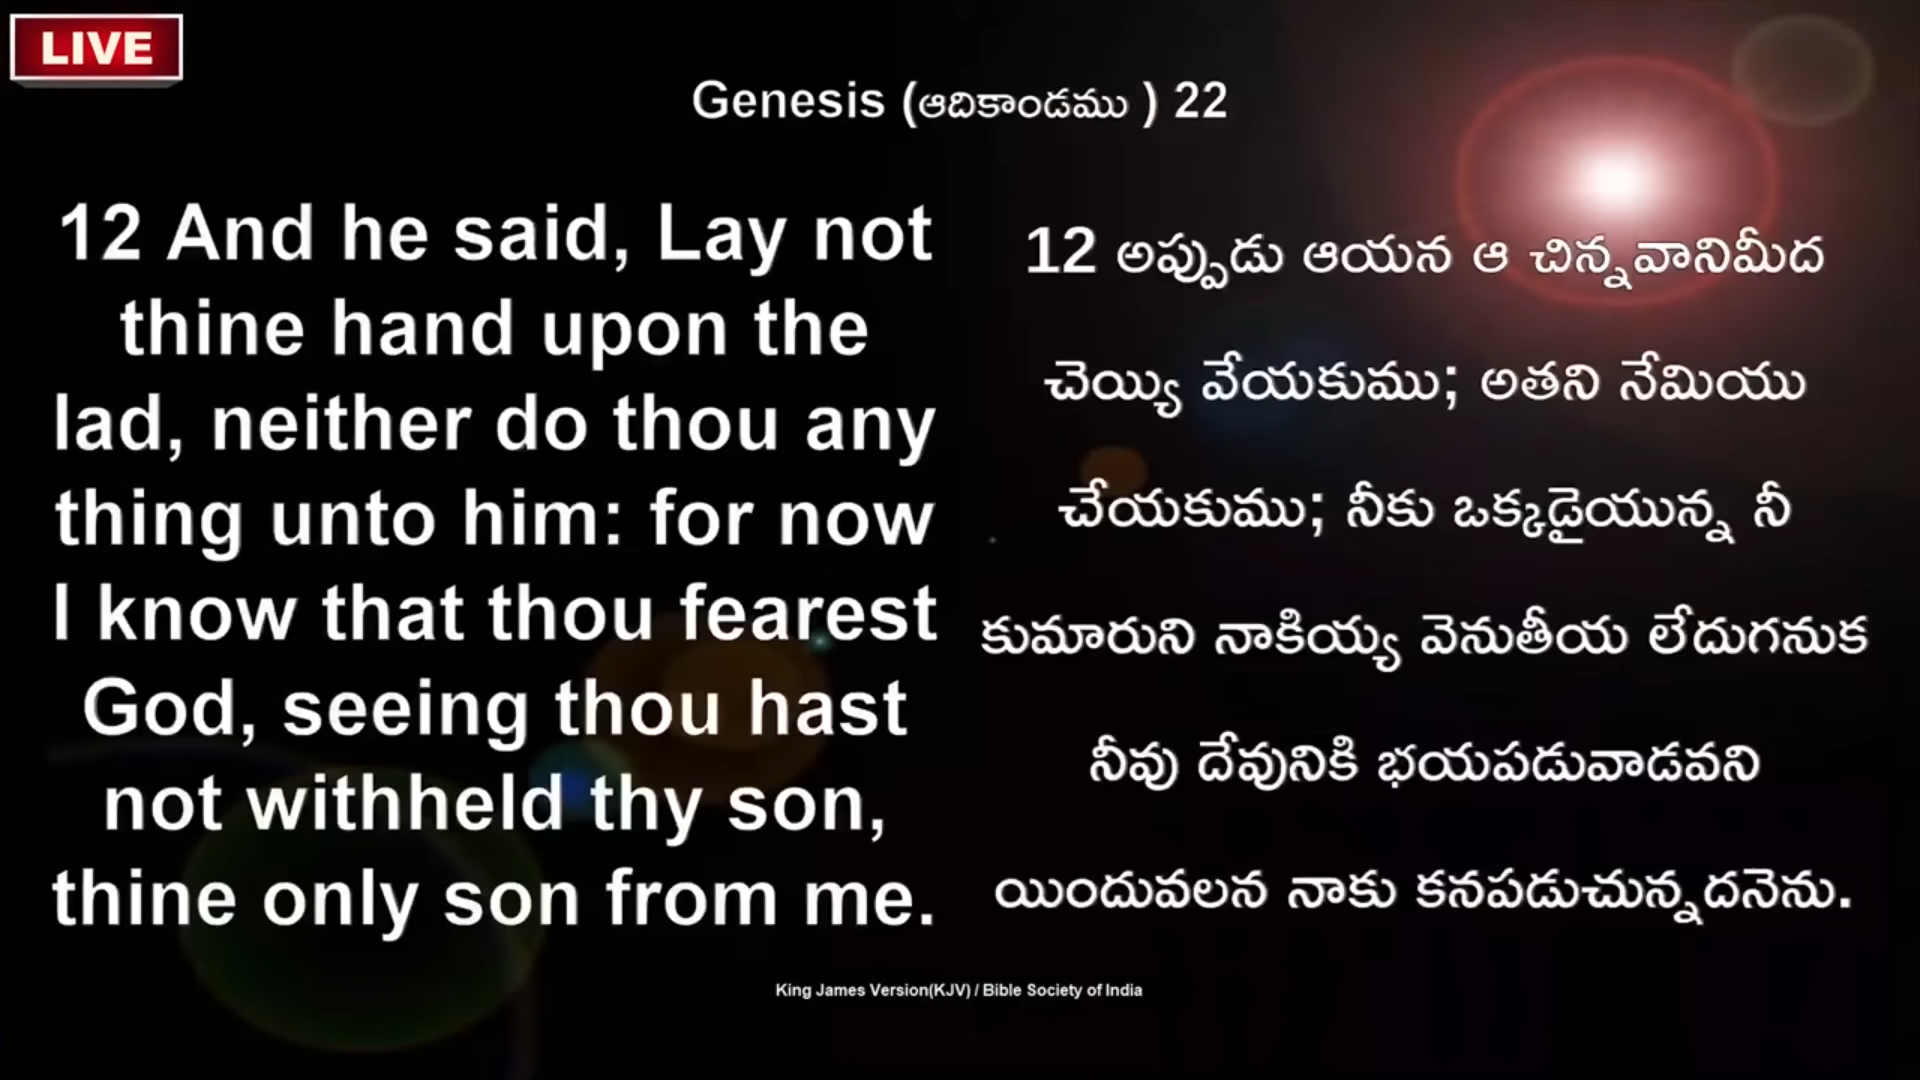 LIVE
Genesis (ఆదికాండము ) 22
12 And he said, Lay not
thine hand upon the
lad, neither do thou any
thing unto him: for now
I know that thou fearest
God, seeing thou hast
not withheld thy son,
thine only son from me.
12 అప్పుడు ఆయన ఆ చిన్నవానిమీద
చెయ్యి వేయకుము; అతని నేమియు
చేయకుము; నీకు ఒక్కడైయున్న నీ
కుమారుని నాకియ్య వెనుతీయ లేదుగనుక
నీవు దేవునికి భయపడువాడవని
యిందువలన నాకు కనపడుచున్నదనెను.
King James Version(KJV) / Bible Society of India